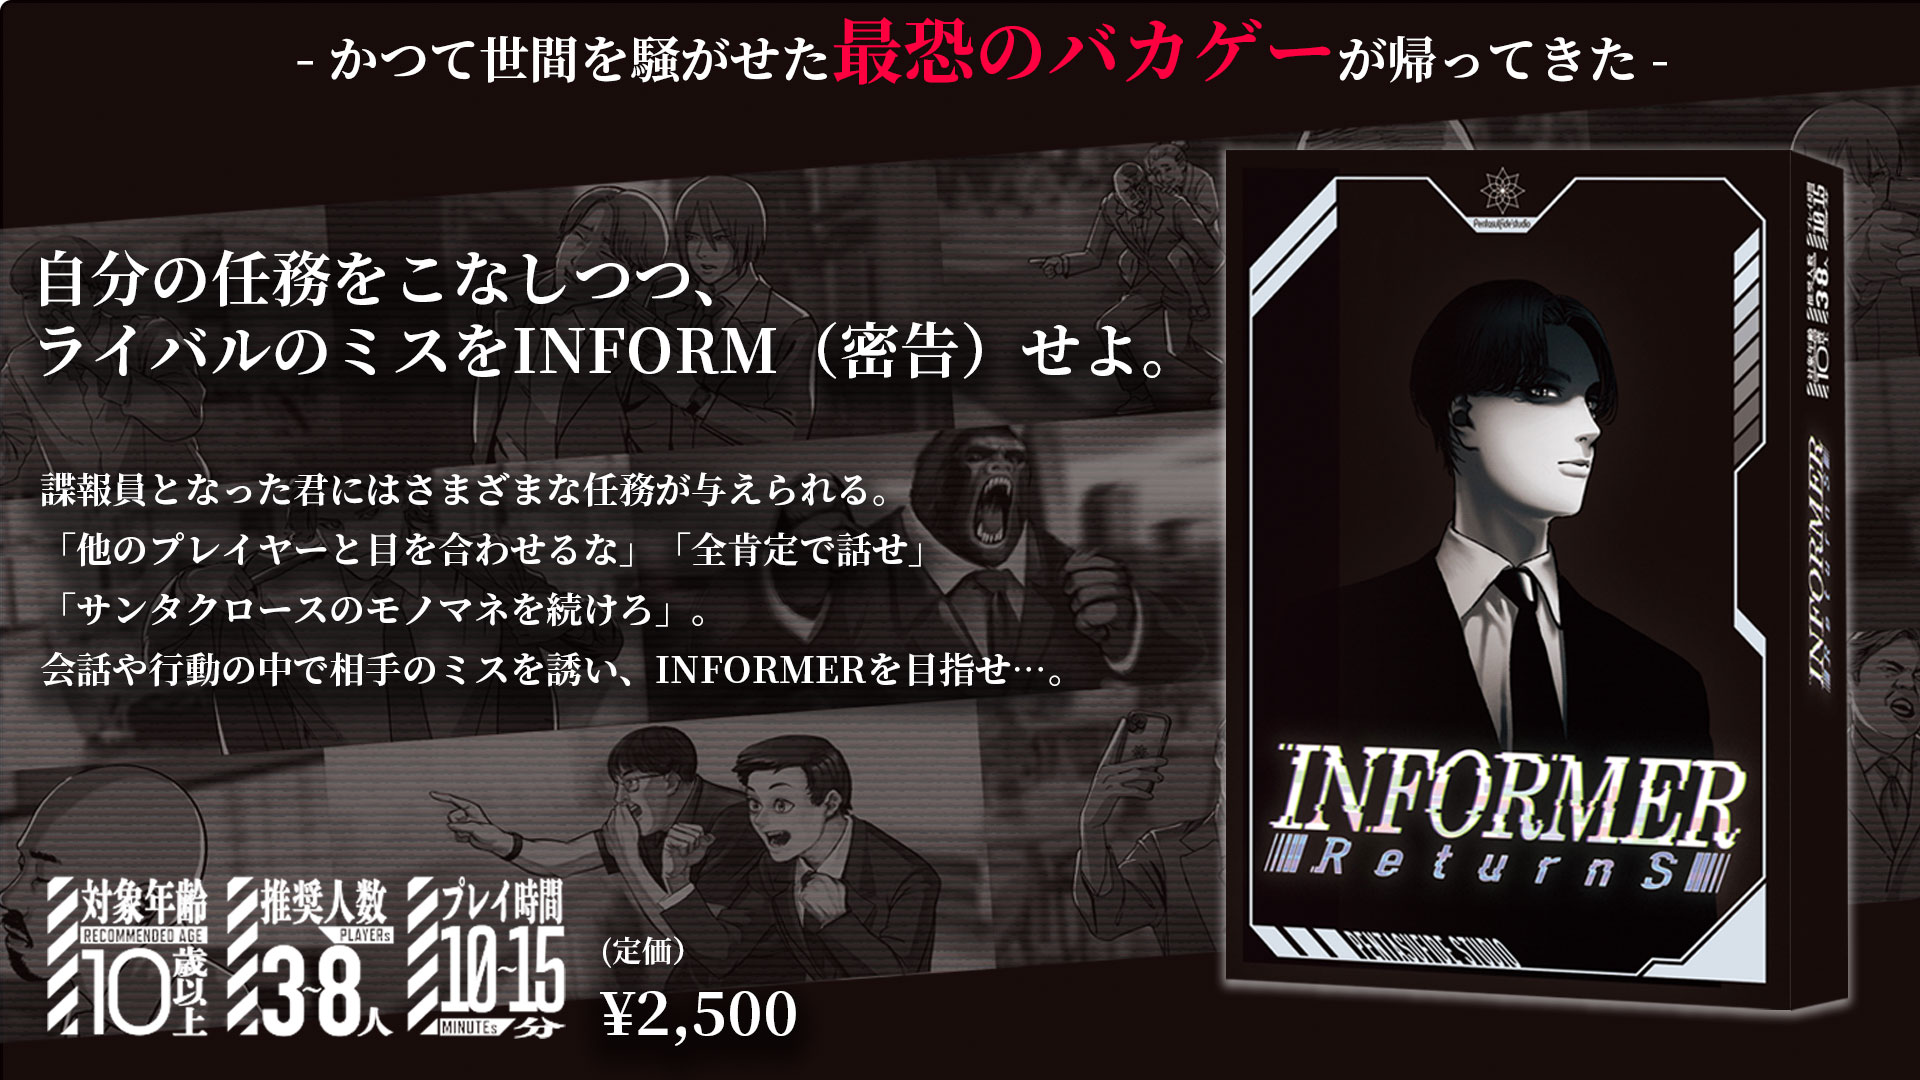 - かつて世間を騒がせた最恐のバカゲーが帰ってきた -
自分の任務をこなしつつ、
ライバルのミスをINFORM（密告）せよ。
諜報員となった君にはさまざまな任務が与えられる。
「他のプレイヤーと目を合わせるな」「全肯定で話せ」
「サンタクロースのモノマネを続けろ」。
会話や行動の中で相手のミスを誘い、INFORMERを目指せ…。
対象年齢
RECOMMENDED AGE
10歳以上
推奨人数
PLAYERs
3~8人
プレイ時間
10~15
MINUTEs 分
(定価)
¥2,500
Pentasulfide studio
INFORMER
ReturnS
PENTASULFIDE STUDIO
INFORMER